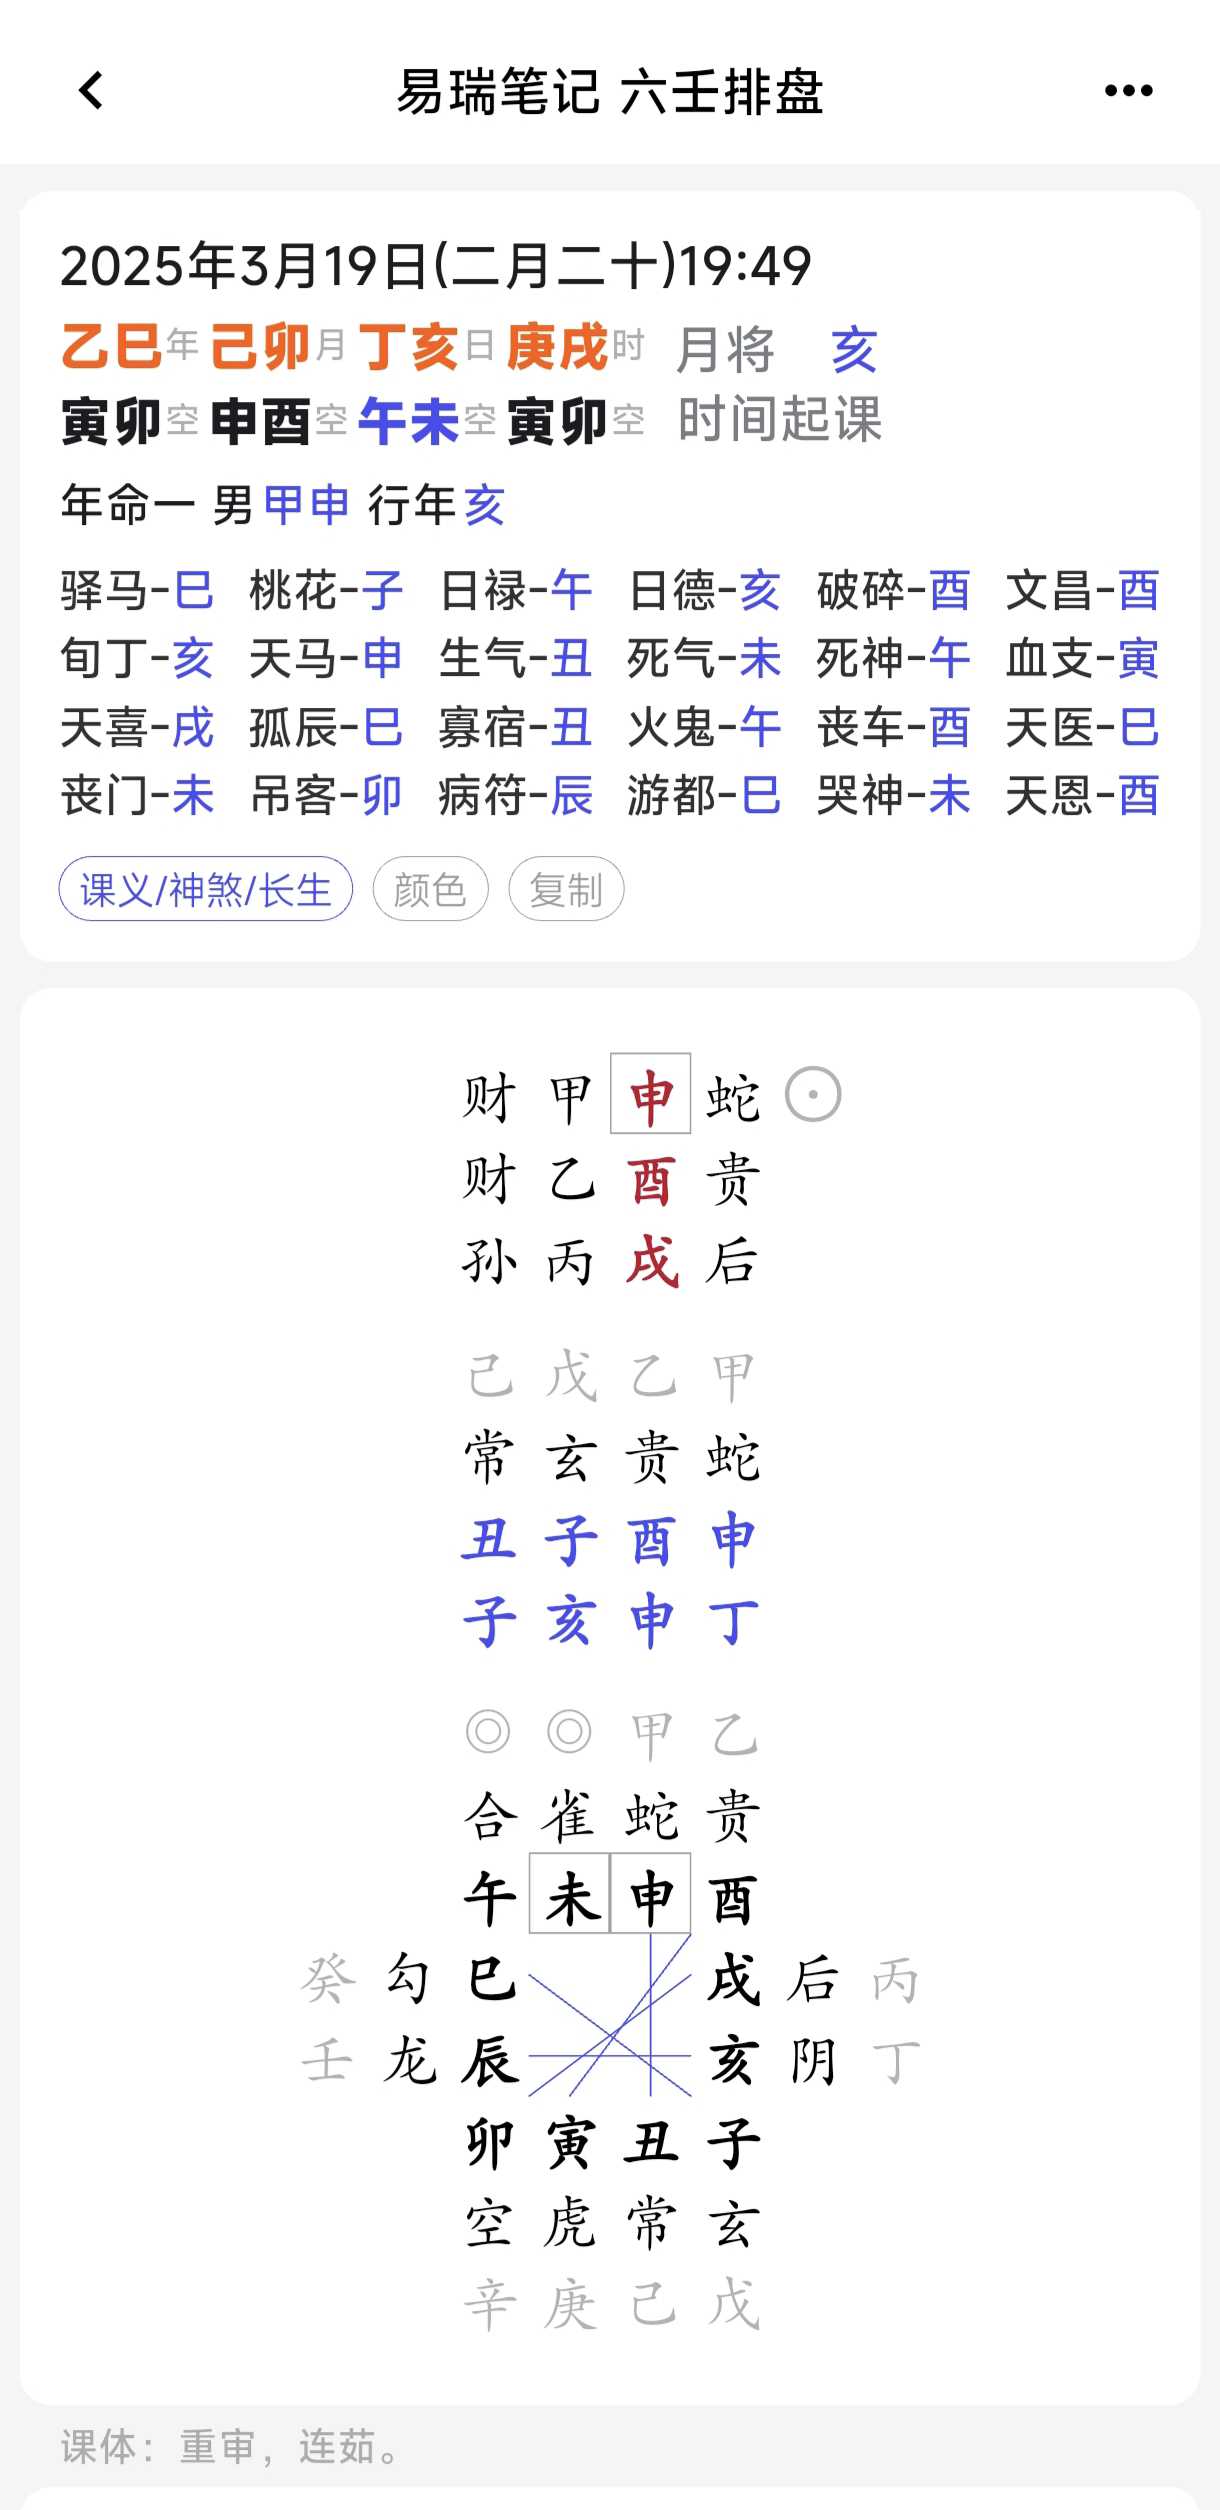 易瑞笔记 六壬排盘
2025年3月19日(二月二十)19:49
乙巳年 己卯月 丁亥日 庚戌时 月将 亥
寅卯空 申酉空 午未空 寅卯空 时间起课
年命一 男甲申 行年亥
驿马-巳 桃花-子 日禄-午 日德-亥 破碎-酉 文昌-酉
旬丁-亥 天马-申 生气-丑 死气-未 死神-午 血支-寅
天喜-戌 孤辰-巳 寡宿-丑 火鬼-午 丧车-酉 天医-巳
丧门-未 吊客-卯 病符-辰 游都-巳 哭神-未 天恩-酉
课义/神煞/长生 颜色 复制
财 甲 申 蛇
财 乙 酉 贵
孙 丙 戌 后
己 戊 乙 甲
常 玄 贵 蛇
丑 子 酉 申
子 亥 申 丁
◎ ◎ 甲 乙
合 雀 蛇 贵
午 未 申 酉
癸 勾 巳 戌 后 丙
壬 龙 辰 亥 阴 丁
卯 寅 丑 子
空 虎 常 玄
辛 庚 己 戊
课体：重审，连茹。